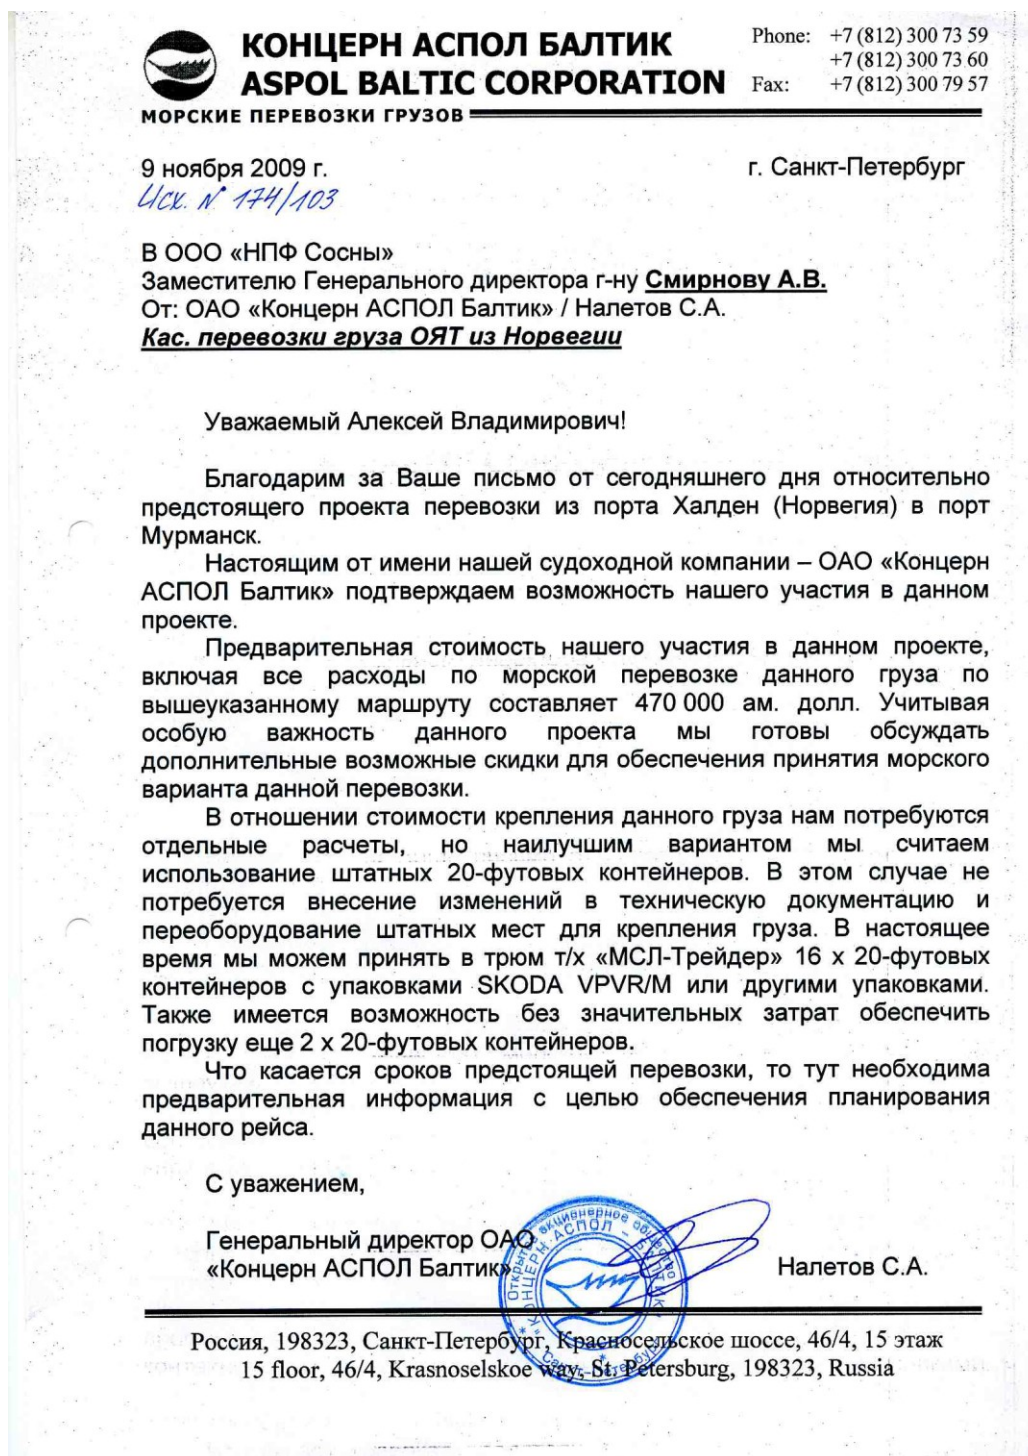 КОНЦЕРН АСПОЛ БАЛТИК
ASPOL BALTIC CORPORATION
МОРСКИЕ ПЕРЕВОЗКИ ГРУЗОВ
Phone: +7 (812) 300 73 59
+7 (812) 300 73 60
Fax: +7 (812) 300 79 57
9 ноября 2009 г. г. Санкт-Петербург
Исх. № 174/103
В ООО «НПФ Сосны»
Заместителю Генерального директора г-ну Смирнову А.В.
От: ОАО «Концерн АСПОЛ Балтик» / Налетов С.А.
Кас. перевозки груза ОЯТ из Норвегии
Уважаемый Алексей Владимирович!
Благодарим за Ваше письмо от сегодняшнего дня относительно
предстоящего проекта перевозки из порта Халден (Норвегия) в порт
Мурманск.
Настоящим от имени нашей судоходной компании – ОАО «Концерн
АСПОЛ Балтик» подтверждаем возможность нашего участия в данном
проекте.
Предварительная стоимость нашего участия в данном проекте,
включая все расходы по морской перевозке данного груза по
вышеуказанному маршруту составляет 470 000 ам. долл. Учитывая
особую важность данного проекта мы готовы обсуждать
дополнительные возможные скидки для обеспечения принятия морского
варианта данной перевозки.
В отношении стоимости крепления данного груза нам потребуются
отдельные расчеты, но наилучшим вариантом мы считаем
использование штатных 20-футовых контейнеров. В этом случае не
потребуется внесение изменений в техническую документацию и
переоборудование штатных мест для крепления груза. В настоящее
время мы можем принять в трюм т/х «МСЛ-Трейдер» 16 х 20-футовых
контейнеров с упаковками SKODA VPVR/M или другими упаковками.
Также имеется возможность без значительных затрат обеспечить
погрузку еще 2 х 20-футовых контейнеров.
Что касается сроков предстоящей перевозки, то тут необходима
предварительная информация с целью обеспечения планирования
данного рейса.
С уважением,
Генеральный директор ОАО
«Концерн АСПОЛ Балтик» Налетов С.А.
Открытое акционерное общество
"КОНЦЕРН АСПОЛ - БАЛТИК"
Санкт-Петербург
Россия, 198323, Санкт-Петербург, Красносельское шоссе, 46/4, 15 этаж
15 floor, 46/4, Krasnoselskoe way, St. Petersburg, 198323, Russia